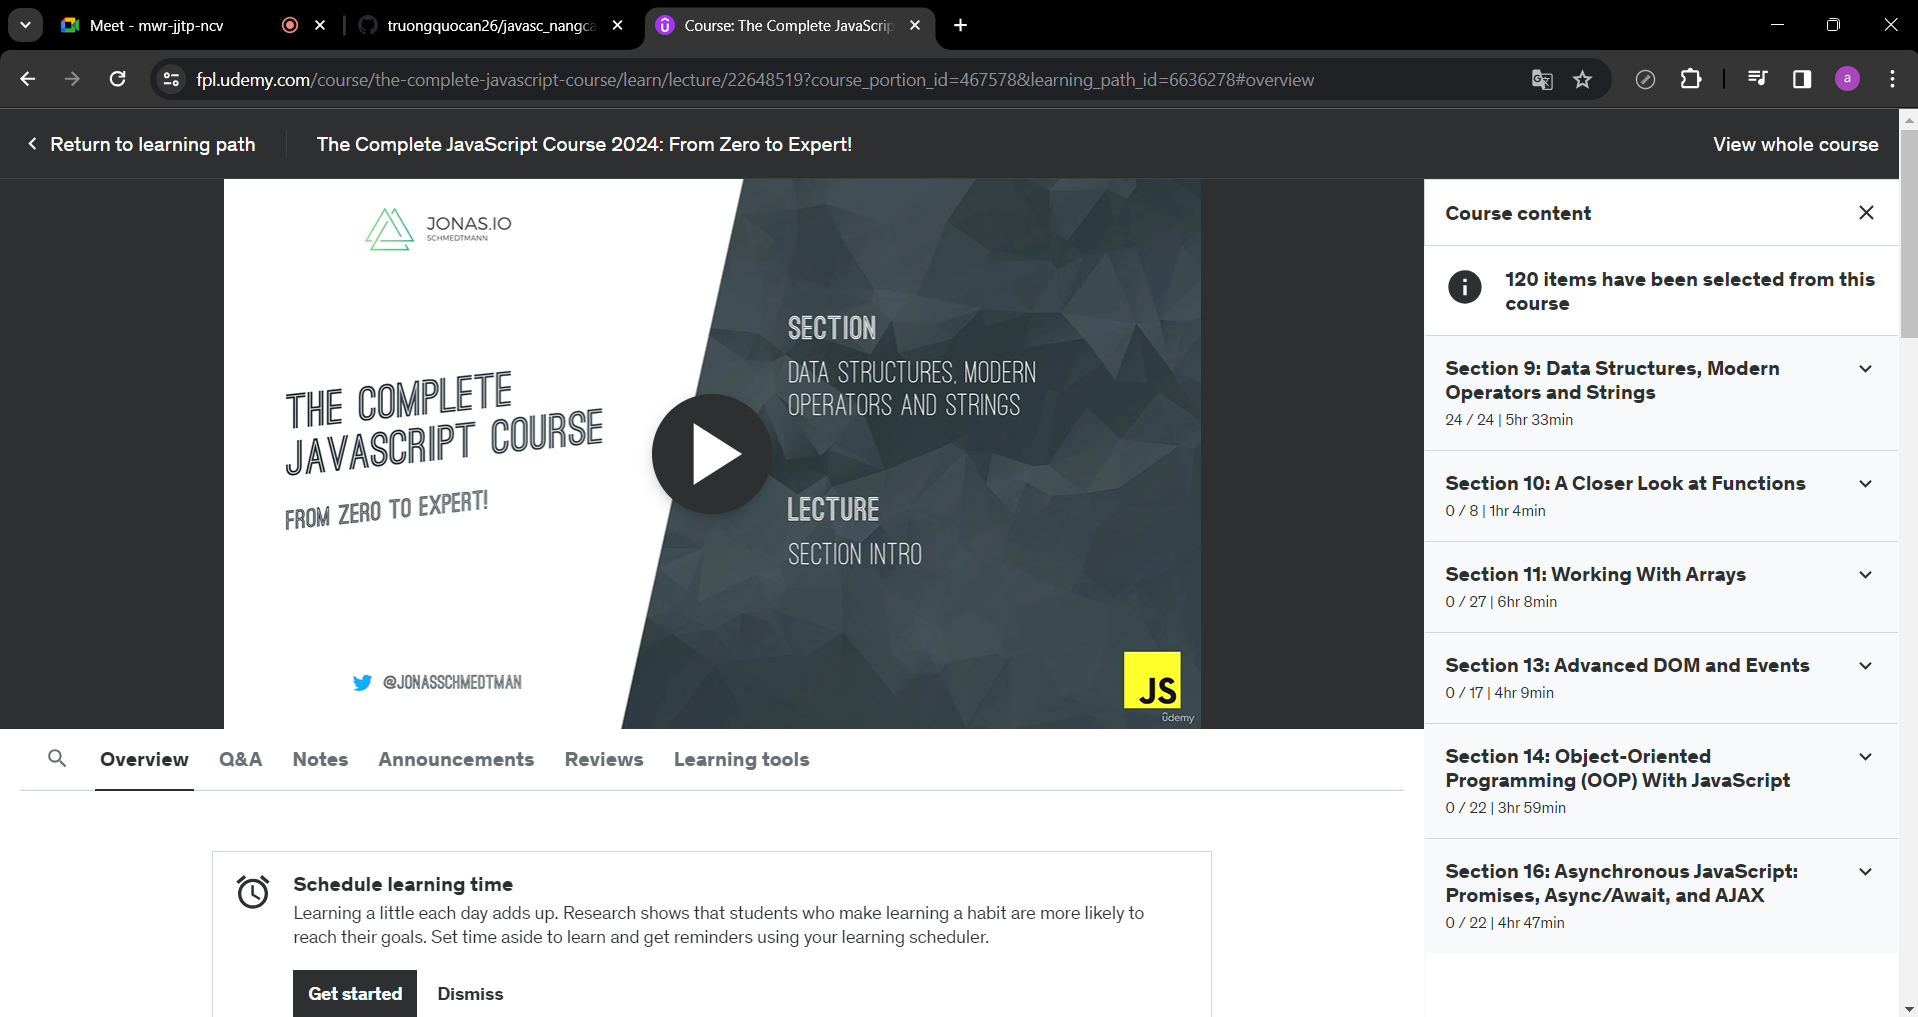 Meet - mwr-jjtp-ncv
truongquocan26/javasc_nangca
Course: The Complete JavaScrip
fpl.udemy.com/course/the-complete-javascript-course/learn/lecture/22648519?course_portion_id=467578&learning_path_id=6636278#overview
a
Return to learning path
The Complete JavaScript Course 2024: From Zero to Expert!
View whole course
JONAS.IO
SCHMEDTMANN
THE COMPLETE
JAVASCRIPT COURSE
FROM ZERO TO EXPERT!
@JONASSCHMEDTMAN
SECTION
DATA STRUCTURES, MODERN
OPERATORS AND STRINGS
LECTURE
SECTION INTRO
JS
ûdemy
Course content
120 items have been selected from this
course
Section 9: Data Structures, Modern
Operators and Strings
24 / 24 | 5hr 33min
Section 10: A Closer Look at Functions
0 / 8 | 1hr 4min
Section 11: Working With Arrays
0 / 27 | 6hr 8min
Section 13: Advanced DOM and Events
0 / 17 | 4hr 9min
Section 14: Object-Oriented
Programming (OOP) With JavaScript
0 / 22 | 3hr 59min
Section 16: Asynchronous JavaScript:
Promises, Async/Await, and AJAX
0 / 22 | 4hr 47min
Overview
Q&A
Notes
Announcements
Reviews
Learning tools
Schedule learning time
Learning a little each day adds up. Research shows that students who make learning a habit are more likely to
reach their goals. Set time aside to learn and get reminders using your learning scheduler.
Get started
Dismiss